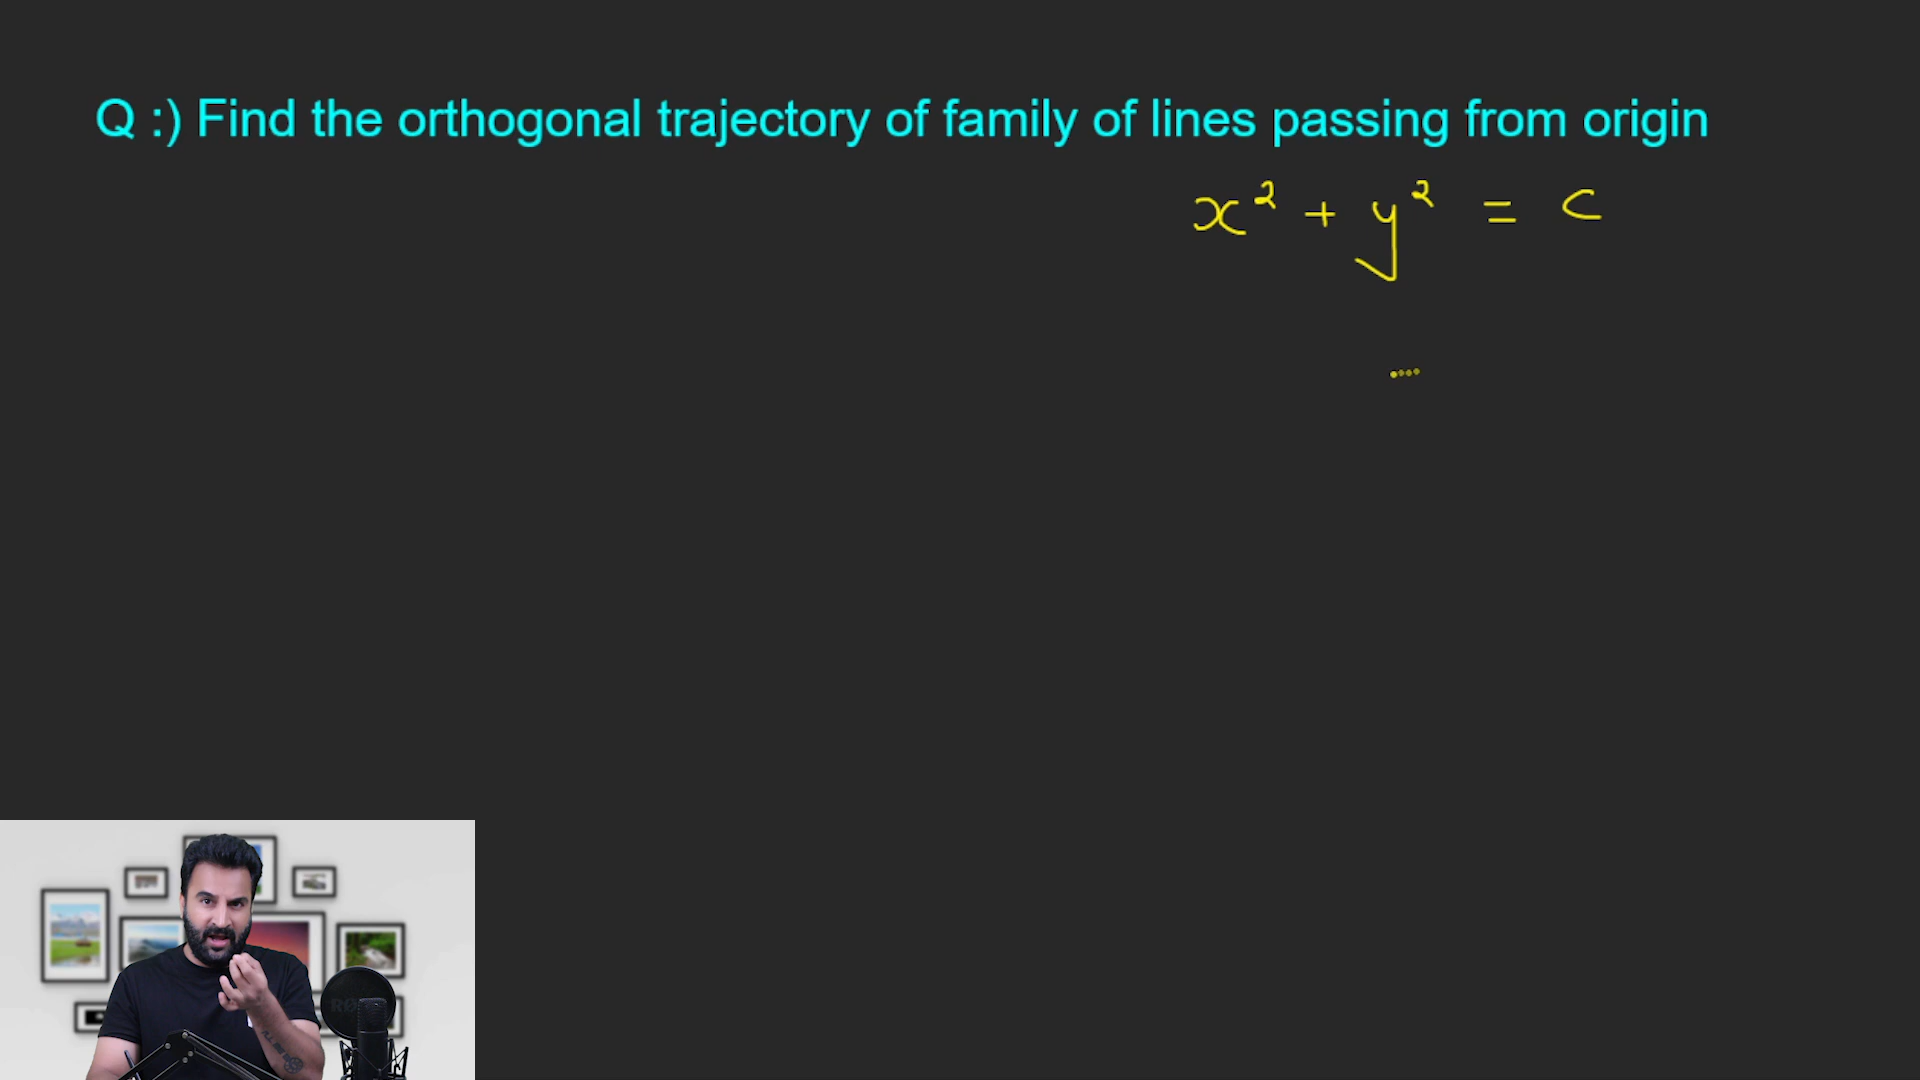 Q :) Find the orthogonal trajectory of family of lines passing from origin
x² + y² = c